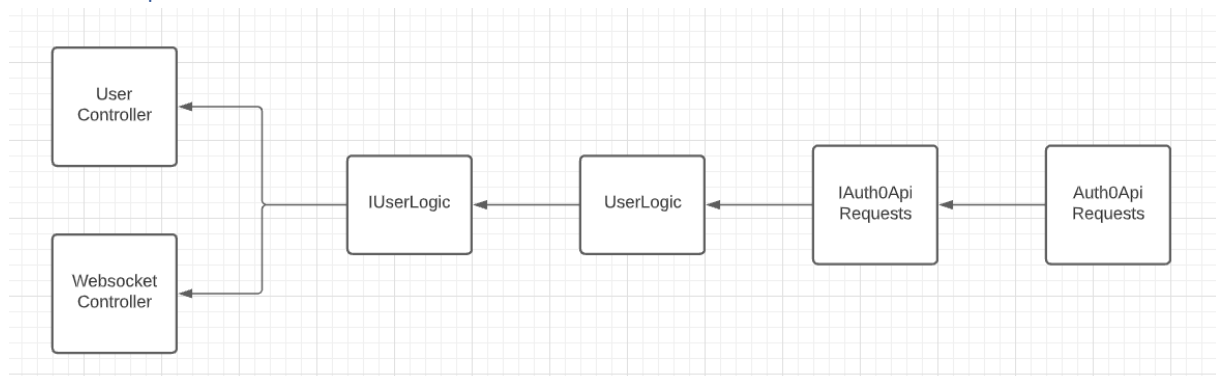 User
Controller
Websocket
Controller
IUserLogic
UserLogic
IAuth0Api
Requests
Auth0Api
Requests